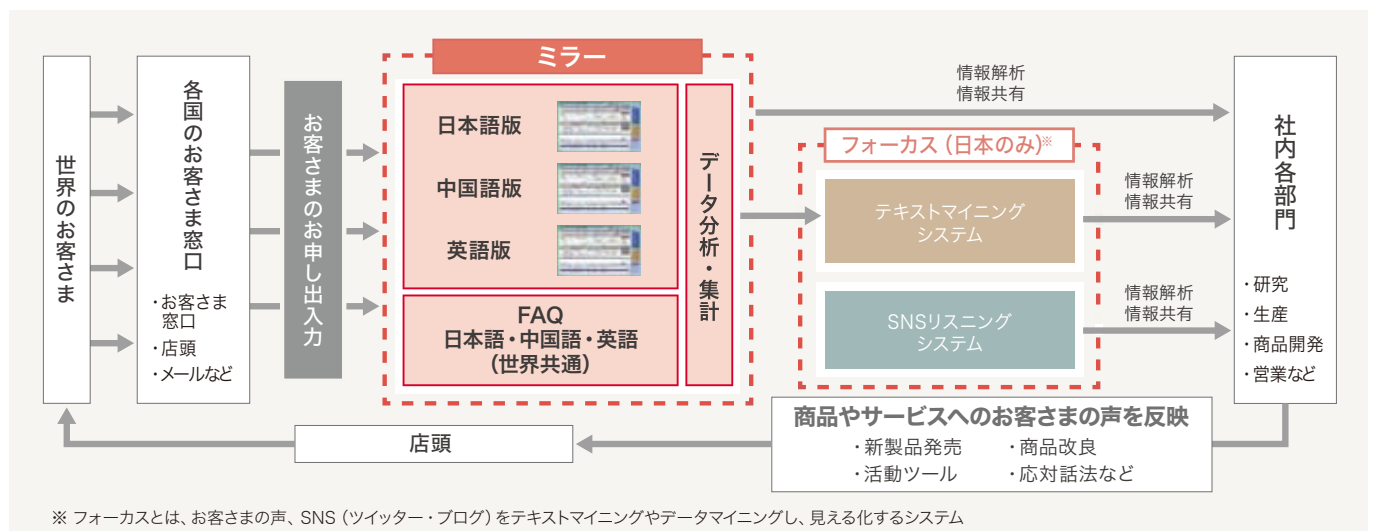 世界のお客さま
各国のお客さま窓口
・お客さま
窓口
・店頭
・メールなど
お客さまのお申し出入力
ミラー
日本語版
中国語版
英語版
FAQ
日本語・中国語・英語
(世界共通)
データ分析・集計
情報解析
情報共有
フォーカス(日本のみ)※
テキストマイニング
システム
情報解析
情報共有
SNSリスニング
システム
情報解析
情報共有
社内各部門
・研究
・生産
・商品開発
・営業など
商品やサービスへのお客さまの声を反映
・新製品発売 ・商品改良
・活動ツール ・応対話法など
店頭
※ フォーカスとは、お客さまの声、SNS(ツイッター・ブログ)をテキストマイニングやデータマイニングし、見える化するシステム